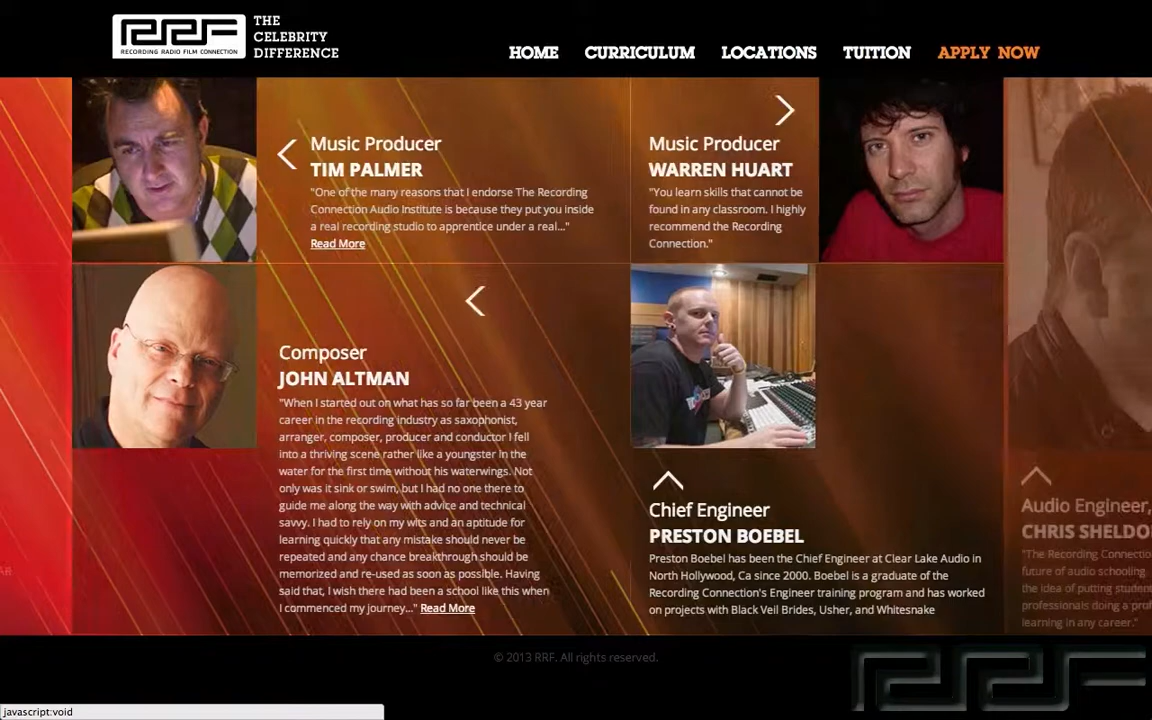 RRF
RECORDING RADIO FILM CONNECTION
THE
CELEBRITY
DIFFERENCE
HOME CURRICULUM LOCATIONS TUITION APPLY NOW
Music Producer
TIM PALMER
"One of the many reasons that I endorse The Recording
Connection Audio Institute is because they put you inside
a real recording studio to apprentice under a real..."
Read More
Music Producer
WARREN HUART
"You learn skills that cannot be
found in any classroom. I highly
recommend the Recording
Connection."
Composer
JOHN ALTMAN
"When I started out on what has so far been a 43 year
career in the recording industry as saxophonist,
arranger, composer, producer and conductor I fell
into a thriving scene rather like a youngster in the
water for the first time without his waterwings. Not
only was it sink or swim, but I had no one there to
guide me along the way with advice and technical
savvy. I had to rely on my wits and an aptitude for
learning quickly that any mistake should never be
repeated and any chance breakthrough should be
memorized and re-used as soon as possible. Having
said that, I wish there had been a school like this when
I commenced my journey..." Read More
Chief Engineer
PRESTON BOEBEL
Preston Boebel has been the Chief Engineer at Clear Lake Audio in
North Hollywood, Ca since 2000. Boebel is a graduate of the
Recording Connection's Engineer training program and has worked
on projects with Black Veil Brides, Usher, and Whitesnake
Audio Engineer,
CHRIS SHELDO
"The Recording Connectio
future of audio schooling.
the idea of putting student
professionals doing a prof
learning in any career."
© 2013 RRF. All rights reserved.
RRF
javascript:void